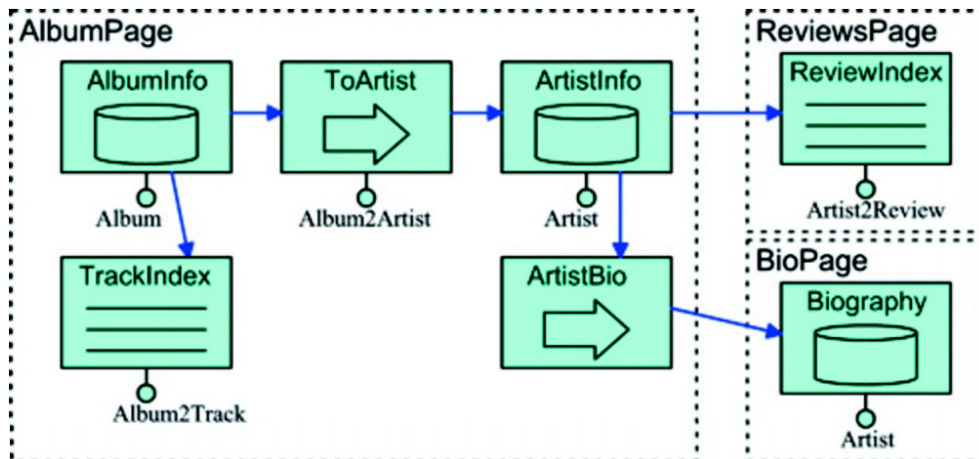 AlbumPage
AlbumInfo
Album
ToArtist
Album2Artist
ArtistInfo
Artist
TrackIndex
Album2Track
ArtistBio
ReviewsPage
ReviewIndex
Artist2Review
BioPage
Biography
Artist